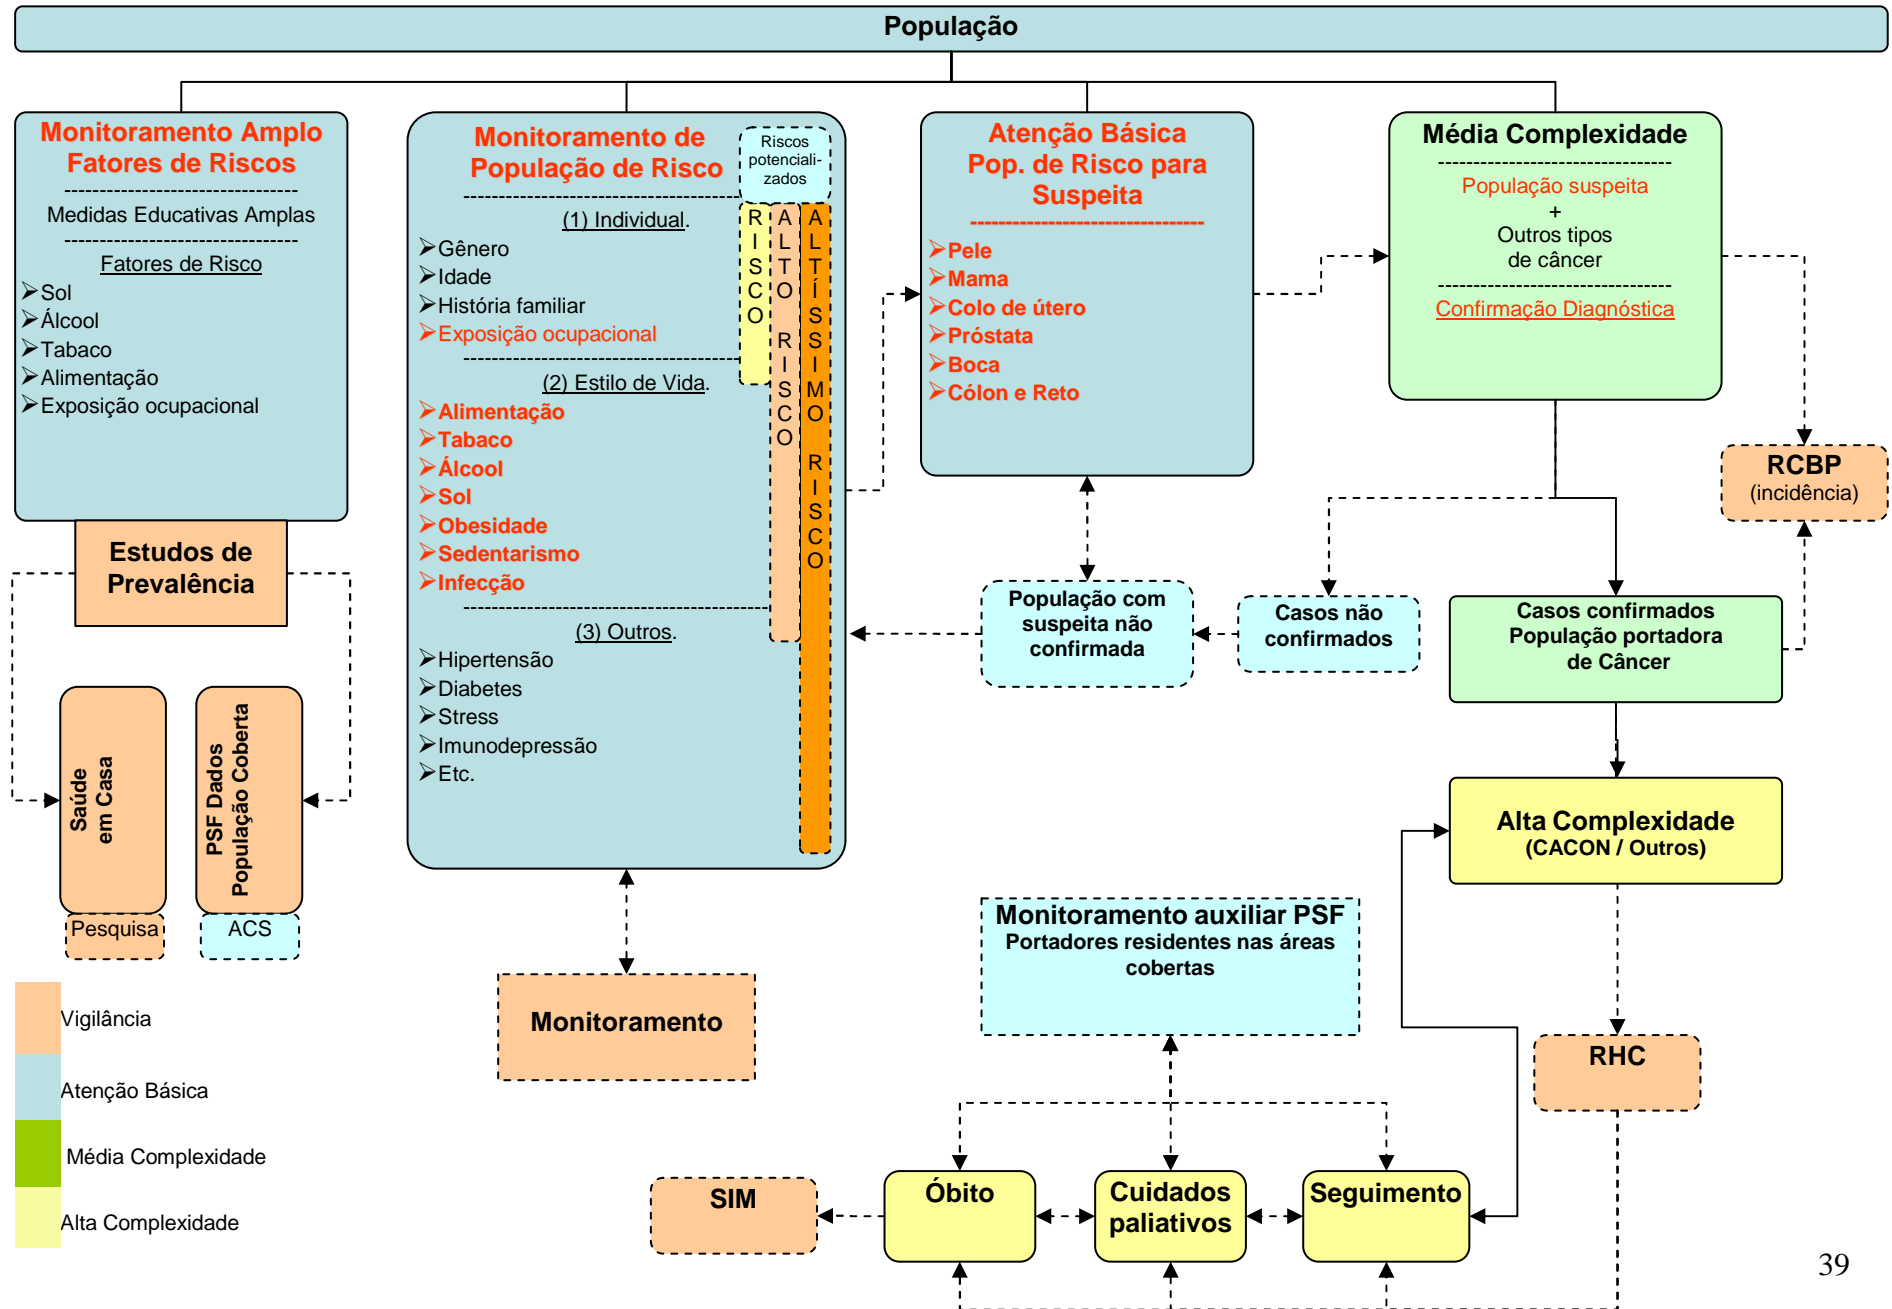 População
Monitoramento Amplo
Fatores de Riscos
---------------------------------
Medidas Educativas Amplas
---------------------------------
Fatores de Risco
➢Sol
➢Álcool
➢Tabaco
➢Alimentação
➢Exposição ocupacional
Estudos de
Prevalência
Saúde
em Casa
Pesquisa
PSF Dados
População Coberta
ACS
Monitoramento de
População de Risco
---------------------------------------
(1) Individual.
➢Gênero
➢Idade
➢História familiar
➢Exposição ocupacional
---------------------------------------
(2) Estilo de Vida.
➢Alimentação
➢Tabaco
➢Álcool
➢Sol
➢Obesidade
➢Sedentarismo
➢Infecção
-------------------------------------------
(3) Outros.
➢Hipertensão
➢Diabetes
➢Stress
➢Imunodepressão
➢Etc.
Riscos
potenciali-
zados
RISCO
ALTO RISCO
ALTÍSSIMO RISCO
Monitoramento
Atenção Básica
Pop. de Risco para
Suspeita
---------------------------------
➢Pele
➢Mama
➢Colo de útero
➢Próstata
➢Boca
➢Cólon e Reto
População com
suspeita não
confirmada
Casos não
confirmados
Média Complexidade
---------------------------------
População suspeita
+
Outros tipos
de câncer
---------------------------------
Confirmação Diagnóstica
RCBP
(incidência)
Casos confirmados
População portadora
de Câncer
Alta Complexidade
(CACON / Outros)
RHC
Monitoramento auxiliar PSF
Portadores residentes nas áreas
cobertas
SIM
Óbito
Cuidados
paliativos
Seguimento
Vigilância
Atenção Básica
Média Complexidade
Alta Complexidade
39